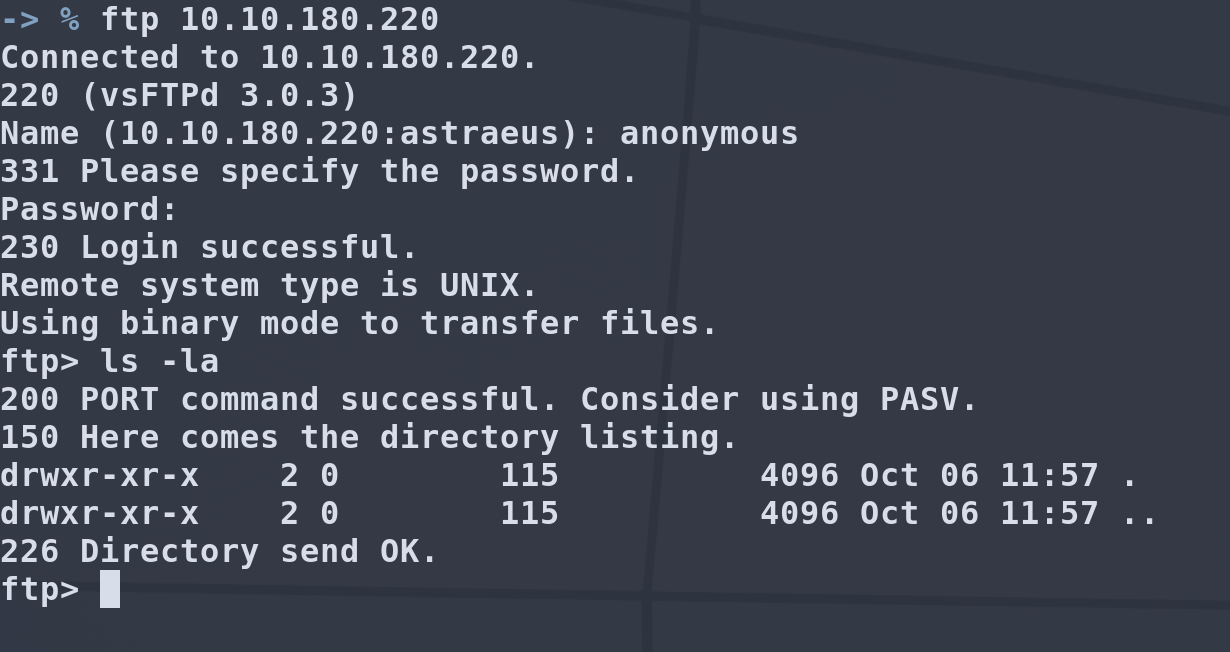 -> % ftp 10.10.180.220
Connected to 10.10.180.220.
220 (vsFTPd 3.0.3)
Name (10.10.180.220:astraeus): anonymous
331 Please specify the password.
Password:
230 Login successful.
Remote system type is UNIX.
Using binary mode to transfer files.
ftp> ls -la
200 PORT command successful. Consider using PASV.
150 Here comes the directory listing.
drwxr-xr-x    2 0        115          4096 Oct 06 11:57 .
drwxr-xr-x    2 0        115          4096 Oct 06 11:57 ..
226 Directory send OK.
ftp>